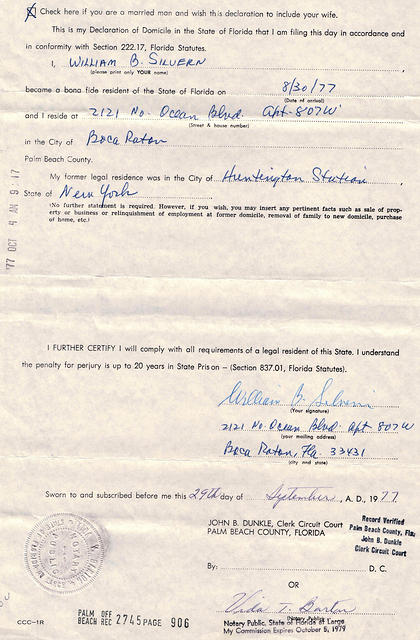 Check here if you are a married man and wish this declaration to include your wife.
This is my Declaration of Domicile in the State of Florida that I am filing this day in accordance and
in conformity with Section 222.17, Florida Statutes.
I, WILLIAM B. SILVERN
(please print only YOUR name)
became a bona fide resident of the State of Florida on 8/30/77
(Date of arrival)
and I reside at 2121 No. Ocean Blvd. Apt-807W
(Street & house number)
in the City of Boca Raton
Palm Beach County.
My former legal residence was in the City of Huntington Station,
State of New York
(No further statement is required. However, if you wish, you may insert any pertinent facts such as sale of prop-
erty or business or relinquishment of employment at former domicile, removal of family to new domicile, purchase
of home, etc.)
'77 OCT 4 AM 9 17
I FURTHER CERTIFY I will comply with all requirements of a legal resident of this State. I understand
the penalty for perjury is up to 20 years in State Prison — (Section 837.01, Florida Statutes).
William B. Silvern
(Your signature)
2121 No. Ocean Blvd. Apt 807W
(your mailing address)
Boca Raton, Fla. 33431
(city and state)
Sworn to and subscribed before me this 29th day of September, A. D., 1977
JOHN B. DUNKLE, Clerk Circuit Court
PALM BEACH COUNTY, FLORIDA
Record Verified
Palm Beach County, Fla.
John B. Dunkle
Clerk Circuit Court
By: D. C.
OR
Vida T. Barton
(Notary Public)
Notary Public, State of Florida at Large
My Commission Expires October 5, 1979
CCC—1R
PALM OFF
BEACH REC 2745 PAGE 906